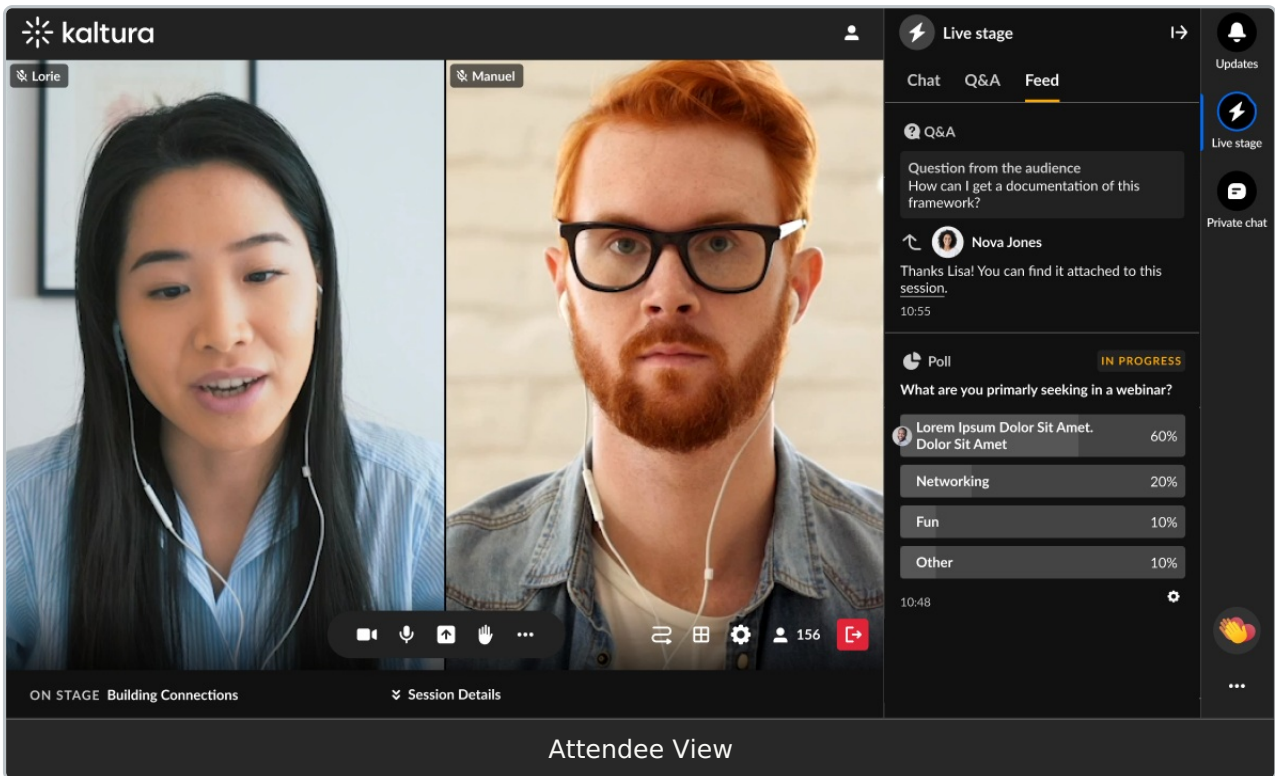 kaltura
Lorie
Manuel
ON STAGE Building Connections
Session Details
156
Live stage
Chat Q&A Feed
Q&A
Question from the audience
How can I get a documentation of this
framework?
Nova Jones
Thanks Lisa! You can find it attached to this
session.
10:55
Poll IN PROGRESS
What are you primarly seeking in a webinar?
Lorem Ipsum Dolor Sit Amet.
Dolor Sit Amet 60%
Networking 20%
Fun 10%
Other 10%
10:48
Updates
Live stage
Private chat
Attendee View